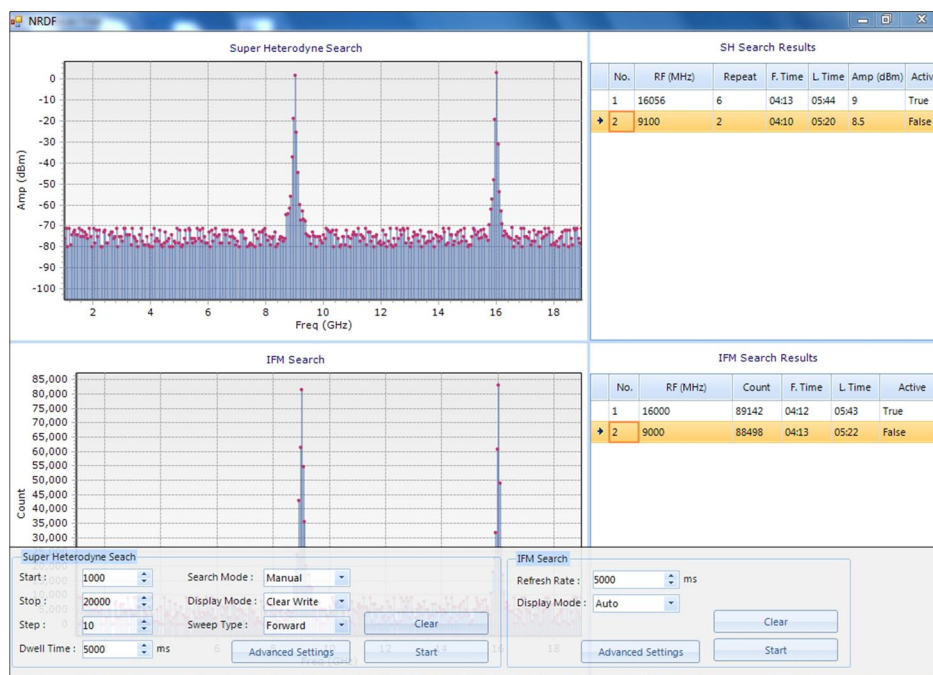 NRDF
Super Heterodyne Search
Amp (dBm)
0
-10
-20
-30
-40
-50
-60
-70
-80
-90
-100
2 4 6 8 10 12 14 16 18
Freq (GHz)
SH Search Results
No. RF (MHz) Repeat F. Time L. Time Amp (dBm) Activ
1 16056 6 04:13 05:44 9 True
2 9100 2 04:10 05:20 8.5 False
IFM Search
Count
85,000
80,000
75,000
70,000
65,000
60,000
55,000
50,000
45,000
40,000
35,000
30,000
IFM Search Results
No. RF (MHz) Count F. Time L. Time Active
1 16000 89142 04:12 05:43 True
2 9000 88498 04:13 05:22 False
Super Heterodyne Seach
Start : 1000 Search Mode : Manual
Stop : 20000 Display Mode : Clear Write
Step : 10 Sweep Type : Forward Clear
Dwell Time : 5000 ms Advanced Settings Start
IFM Search
Refresh Rate : 5000 ms
Display Mode : Auto
Clear
Advanced Settings Start